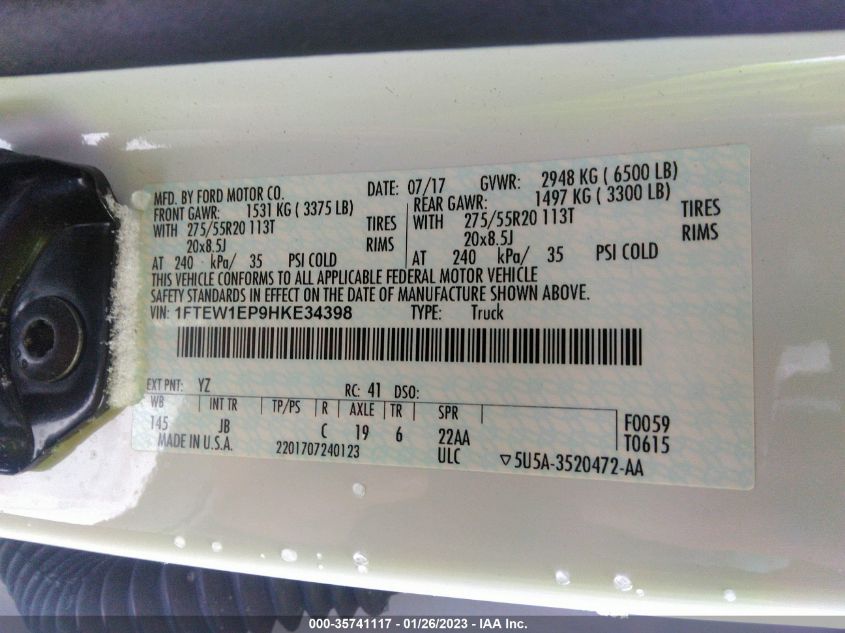 MFD. BY FORD MOTOR CO. DATE: 07/17 GVWR: 2948 KG ( 6500 LB)
FRONT GAWR: 1531 KG ( 3375 LB) REAR GAWR: 1497 KG ( 3300 LB)
WITH 275/55R20 113T TIRES WITH 275/55R20 113T TIRES
20x8.5J RIMS 20x8.5J RIMS
AT 240 kPa/ 35 PSI COLD AT 240 kPa/ 35 PSI COLD
THIS VEHICLE CONFORMS TO ALL APPLICABLE FEDERAL MOTOR VEHICLE
SAFETY STANDARDS IN EFFECT ON THE DATE OF MANUFACTURE SHOWN ABOVE.
VIN: 1FTEW1EP9HKE34398 TYPE: Truck
EXT PNT: YZ RC: 41 DSO:
WB INT TR TP/PS R AXLE TR SPR
145 JB C 19 6 22AA F0059
MADE IN U.S.A. 2201707240123 ULC T0615
▽5U5A-3520472-AA
000-35741117 - 01/26/2023 - IAA Inc.